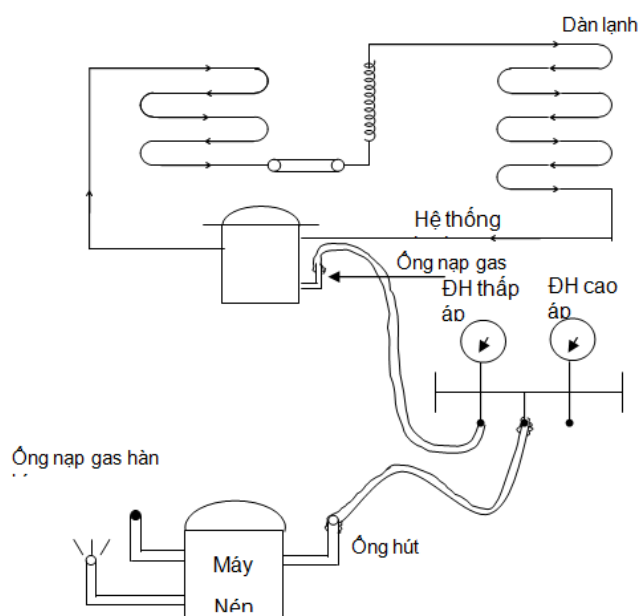 Dàn lạnh
Hệ thống
Ống nạp gas
ĐH thấp
áp
ĐH cao
áp
Ống nạp gas hàn
Ống hút
Máy
Nén